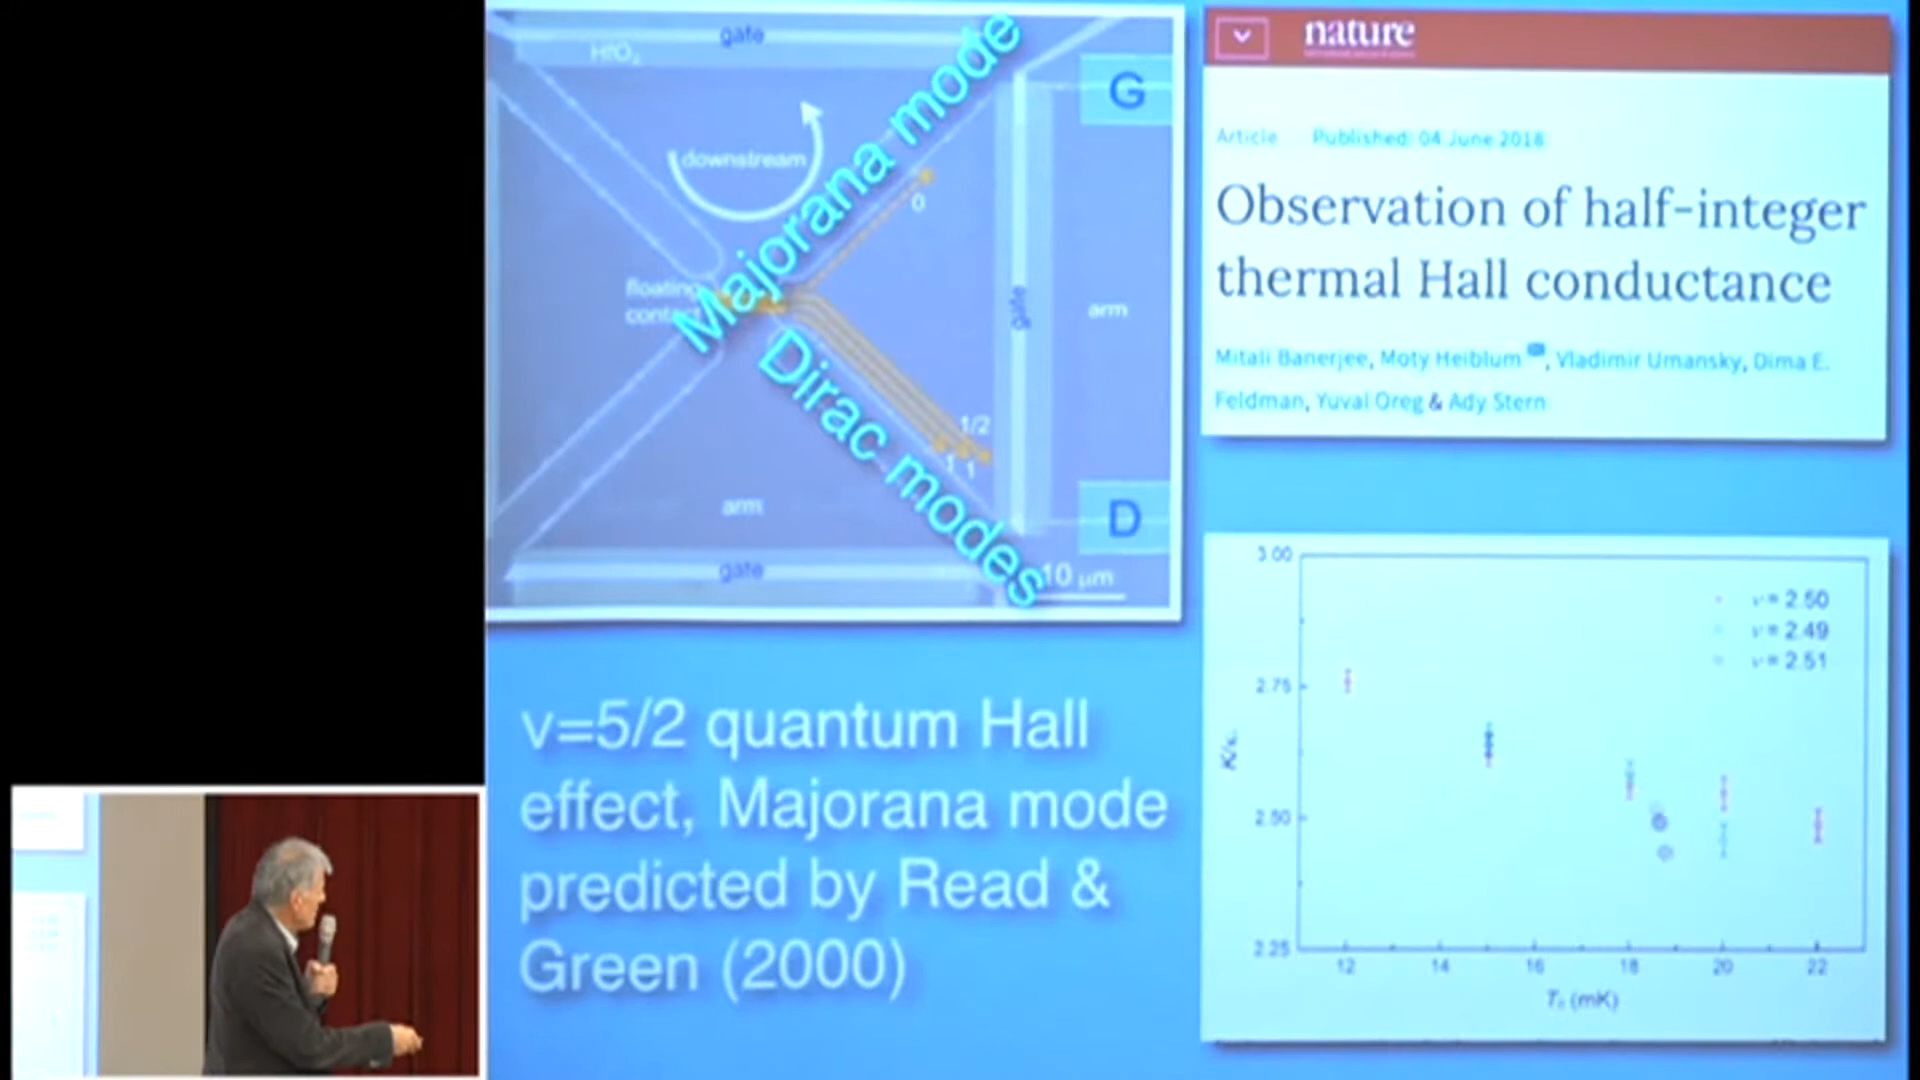 gate
HfO₂
G
downstream
Majorana mode
0
floating
contact
gate
arm
Dirac modes
1/2
1 1
arm
D
gate
10 μm
ν=5/2 quantum Hall
effect, Majorana mode
predicted by Read &
Green (2000)
nature
Article Published: 04 June 2018
Observation of half-integer
thermal Hall conductance
Mitali Banerjee, Moty Heiblum, Vladimir Umansky, Dima E.
Feldman, Yuval Oreg & Ady Stern
3.00
ν = 2.50
ν = 2.49
ν = 2.51
2.75
2.50
2.25
12 14 16 18 20 22
(mK)